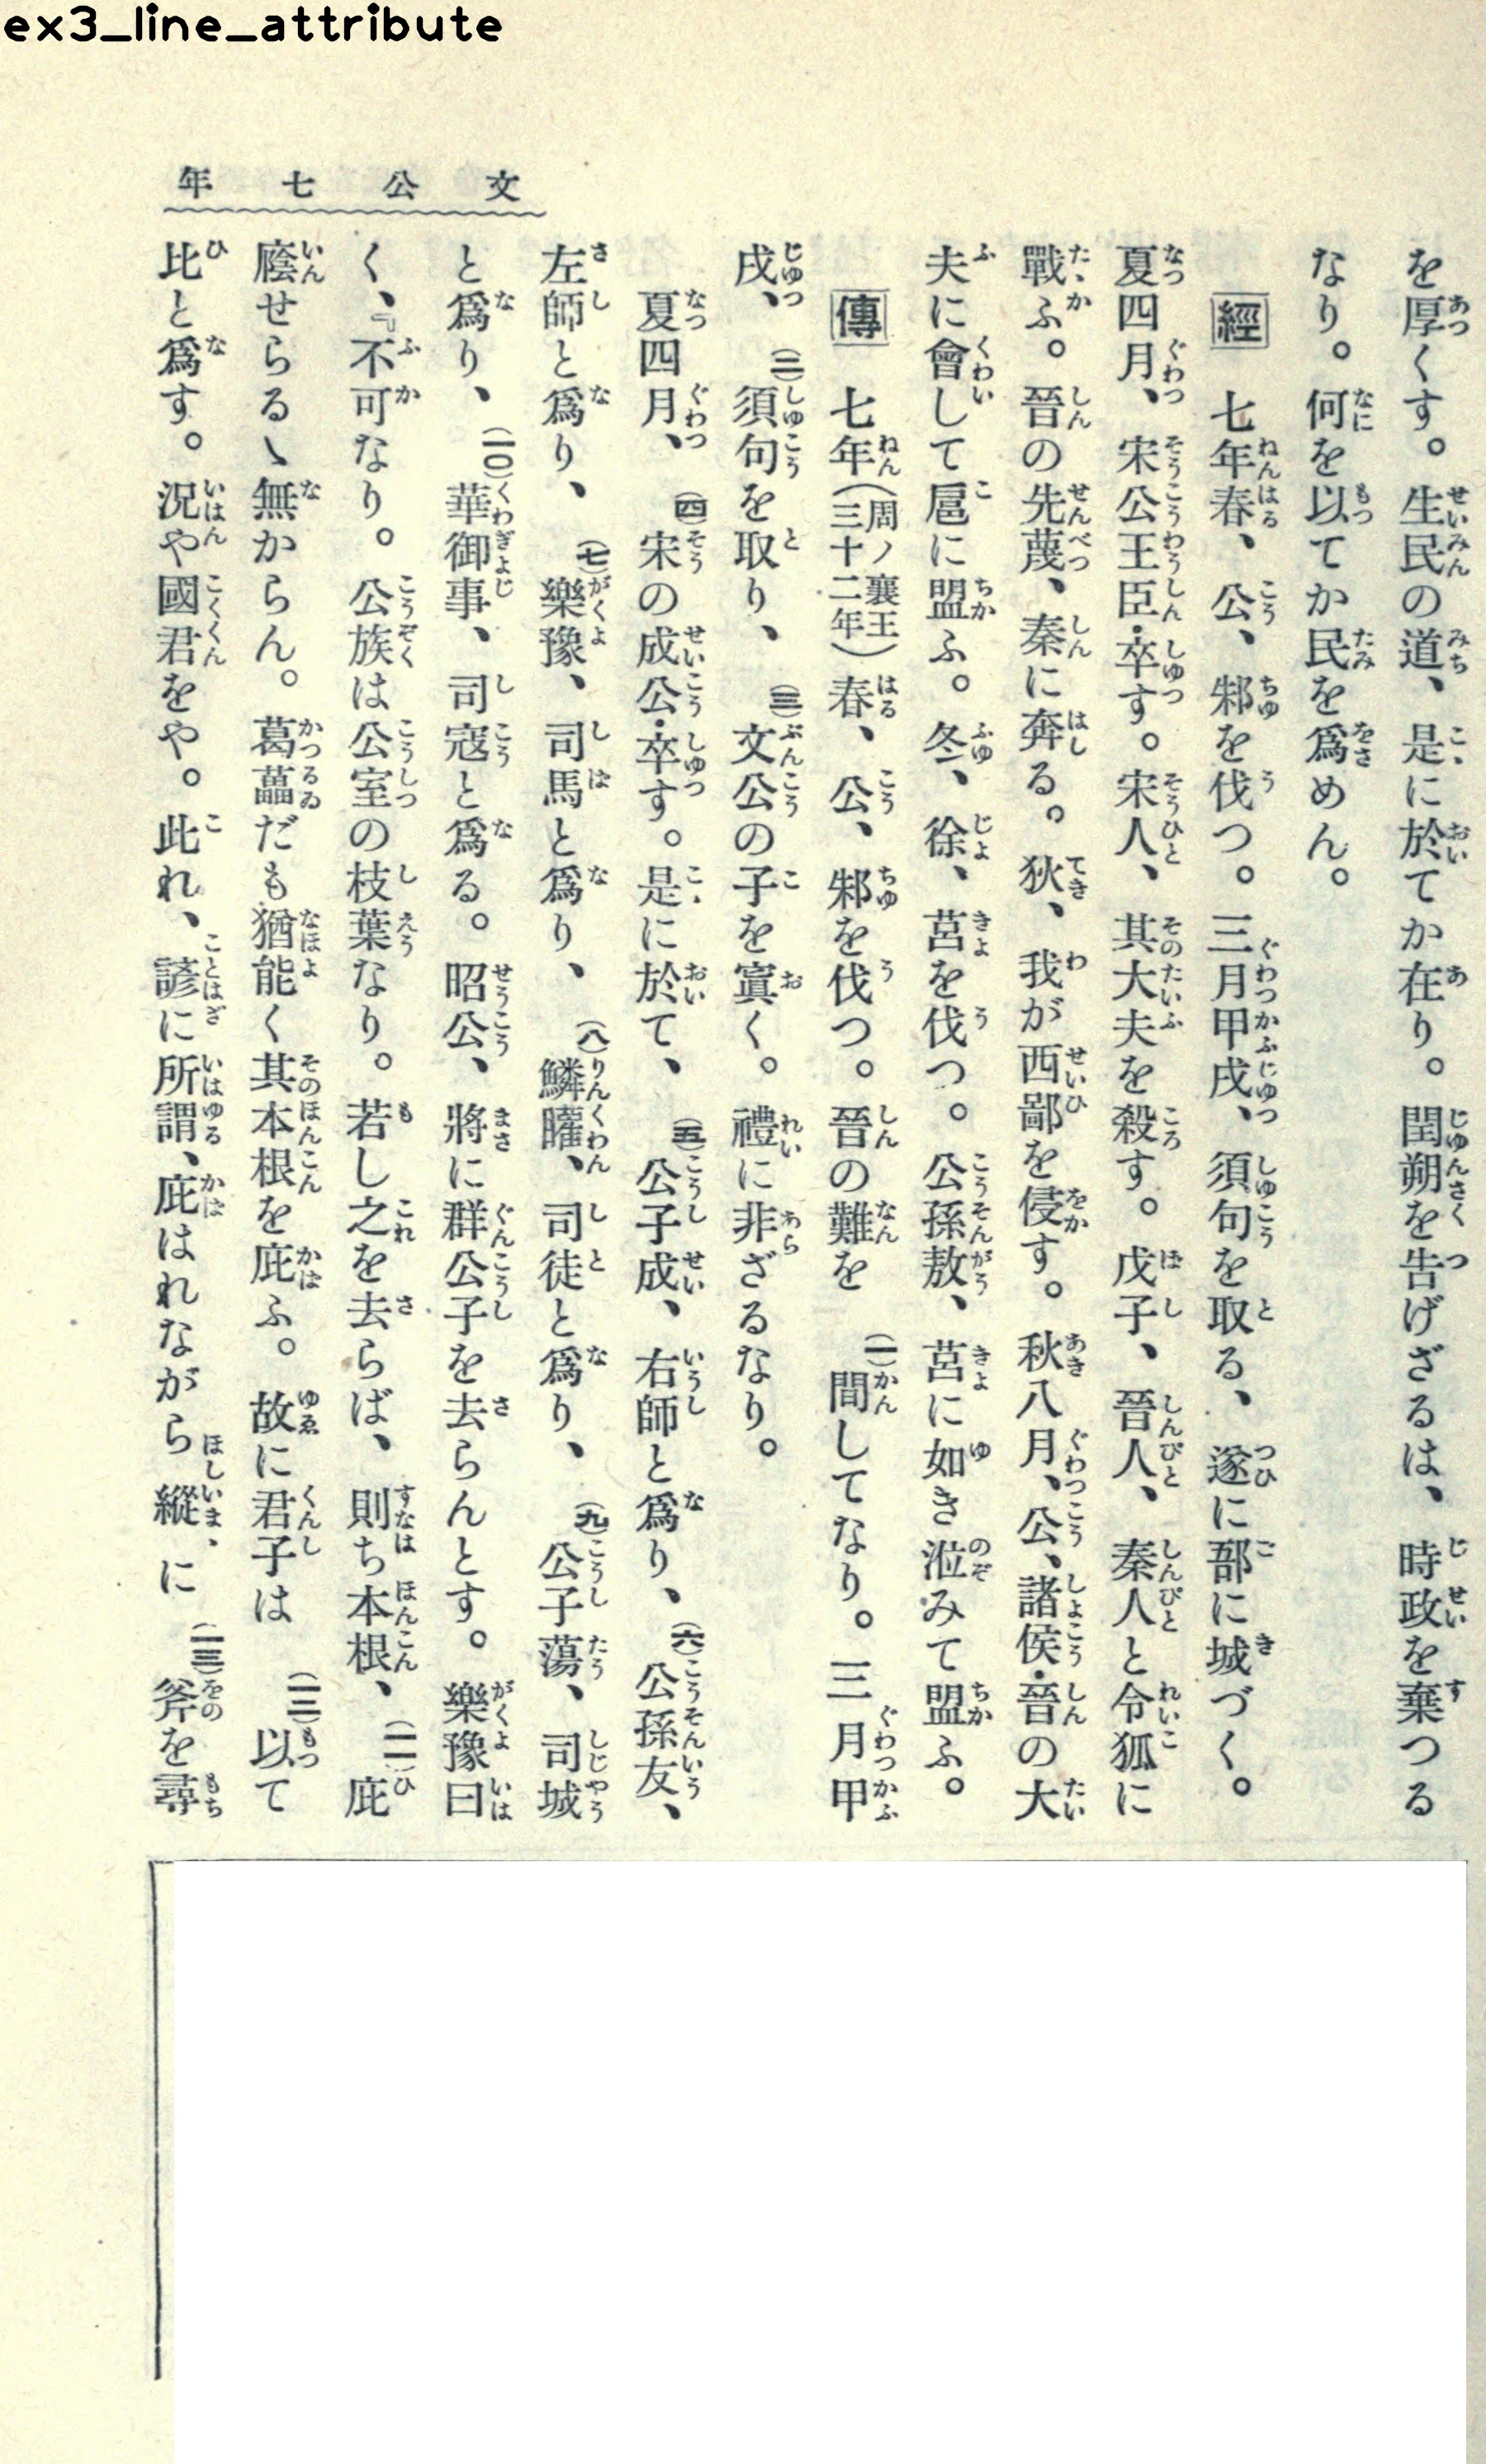 ex3_line_attribute
文公七年
を厚くす。生民の道、是に於てか在り。閏朔を告げざるは、時政を棄つる
なり。何を以てか民を爲めん。
經 七年春、公、邾を伐つ。三月甲戌、須句を取る、遂に郚に城づく。
夏四月、宋公王臣・卒す。宋人、其大夫を殺す。戊子、晉人、秦人と令狐に
戰ふ。晉の先蔑、秦に奔る。狄、我が西鄙を侵す。秋八月、公、諸侯・晉の大
夫に會して扈に盟ふ。冬、徐、莒を伐つ。公孫敖、莒に如き涖みて盟ふ。
傳 七年(周ノ襄王三十二年)春、公、邾を伐つ。晉の難を(一)間してなり。三月甲
戌、(二)須句を取り、(三)文公の子を寘く。禮に非ざるなり。
夏四月、(四)宋の成公・卒す。是に於て、(五)公子成、右師と爲り、(六)公孫友、
左師と爲り、(七)樂豫、司馬と爲り、(八)鱗矔、司徒と爲り、(九)公子蕩、司城
と爲り、(一〇)華御事、司寇と爲る。昭公、將に群公子を去らんとす。樂豫曰
く、『不可なり。公族は公室の枝葉なり。若し之を去らば、則ち本根、(一一)庇
廕せらるゝ無からん。葛藟だも猶能く其本根を庇ふ。故に君子は(一二)以て
比と爲す。況や國君をや。此れ、諺に所謂、庇はれながら縱に(一三)斧を尋